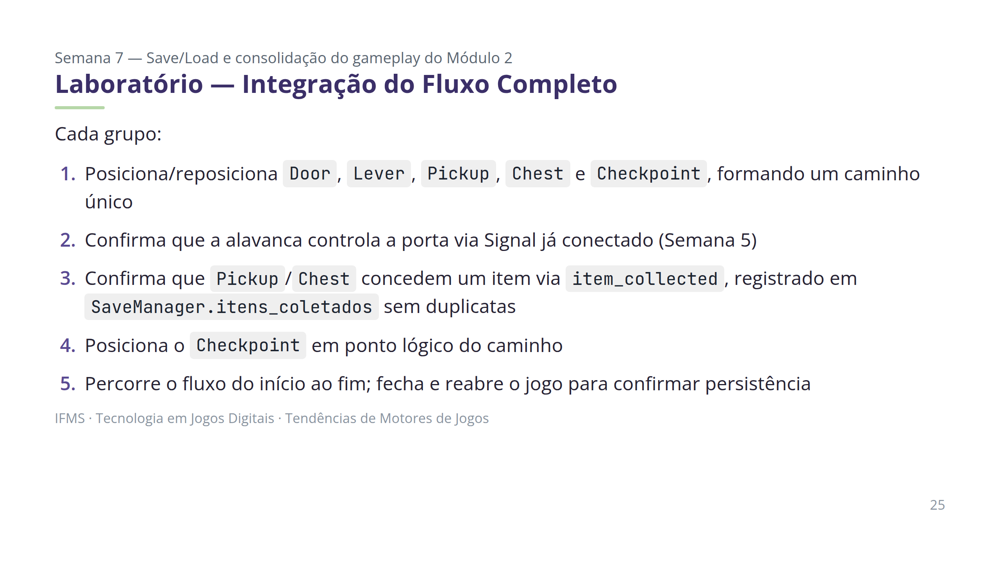 Semana 7 — Save/Load e consolidação do gameplay do Módulo 2
Laboratório — Integração do Fluxo Completo
Cada grupo:
1. Posiciona/reposiciona Door, Lever, Pickup, Chest e Checkpoint, formando um caminho
único
2. Confirma que a alavanca controla a porta via Signal já conectado (Semana 5)
3. Confirma que Pickup/Chest concedem um item via item_collected, registrado em
SaveManager.itens_coletados sem duplicatas
4. Posiciona o Checkpoint em ponto lógico do caminho
5. Percorre o fluxo do início ao fim; fecha e reabre o jogo para confirmar persistência
IFMS · Tecnologia em Jogos Digitais · Tendências de Motores de Jogos
25